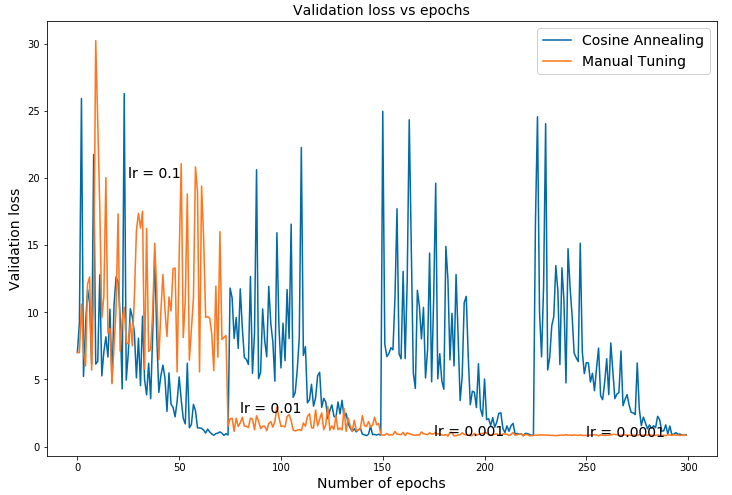 Validation loss vs epochs
Cosine Annealing
Manual Tuning
30
25
20
15
10
5
0
Validation loss
lr = 0.1
lr = 0.01
lr = 0.001
lr = 0.0001
0 50 100 150 200 250 300
Number of epochs